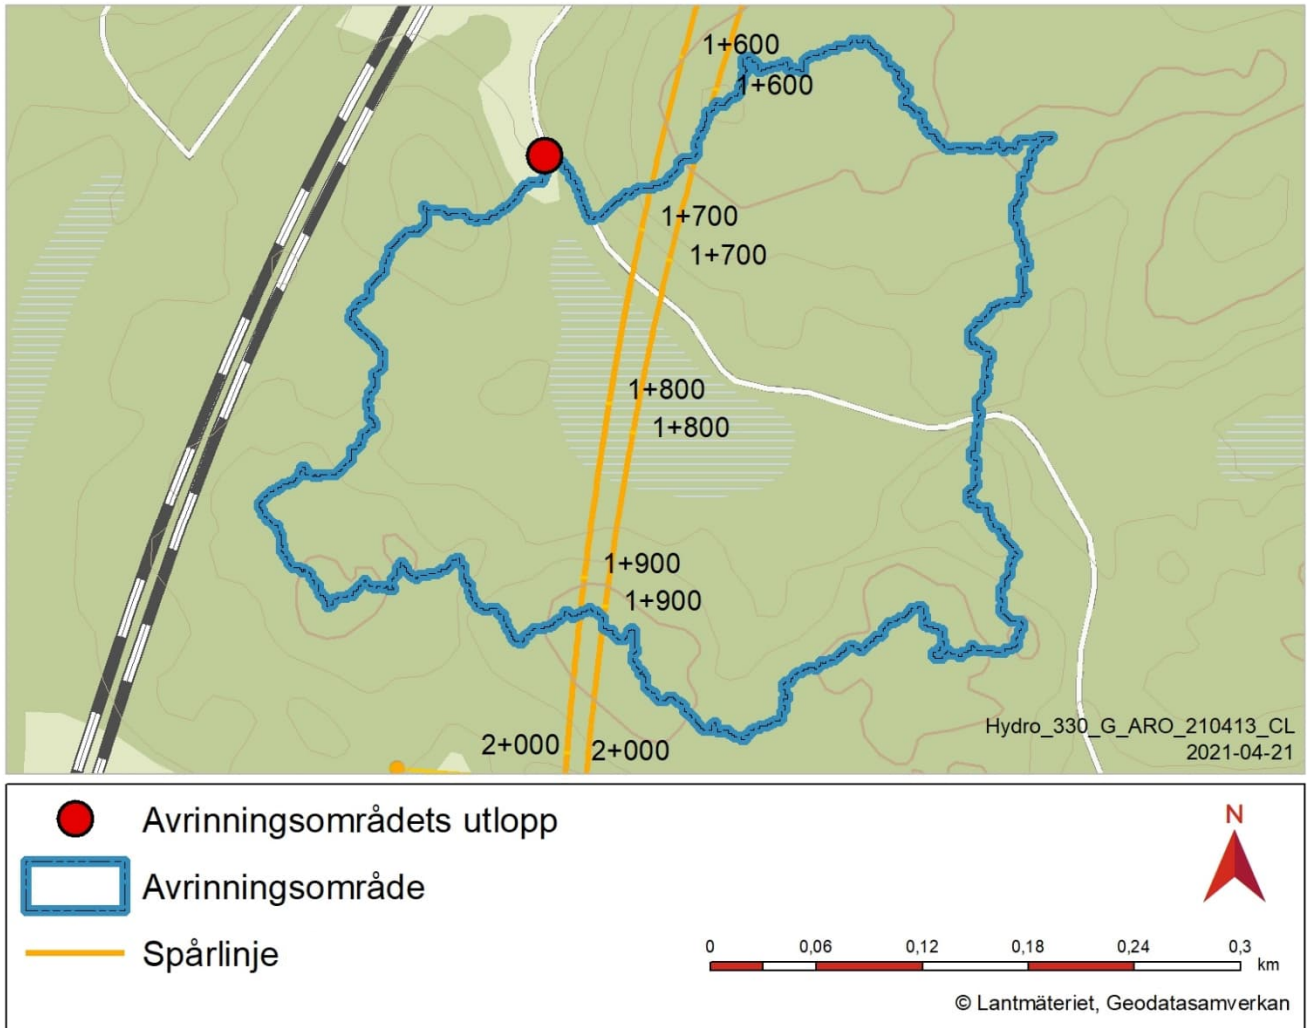 1+600
1+600
1+700
1+700
1+800
1+800
1+900
1+900
2+000
2+000
Hydro_330_G_ARO_210413_CL
2021-04-21
Avrinningsområdets utlopp
Avrinningsområde
Spårlinje
N
0 0,06 0,12 0,18 0,24 0,3
km
© Lantmäteriet, Geodatasamverkan